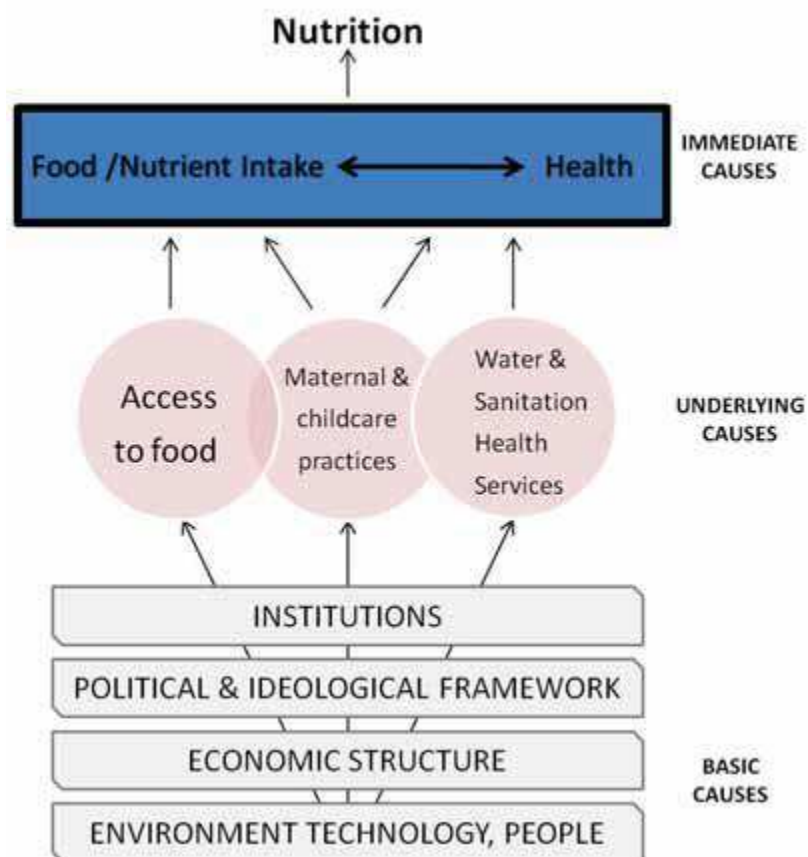 Nutrition
Food /Nutrient Intake
Health
IMMEDIATE
CAUSES
Access
to food
Maternal &
childcare
practices
Water &
Sanitation
Health
Services
UNDERLYING
CAUSES
INSTITUTIONS
POLITICAL & IDEOLOGICAL FRAMEWORK
ECONOMIC STRUCTURE
BASIC
CAUSES
ENVIRONMENT TECHNOLOGY, PEOPLE